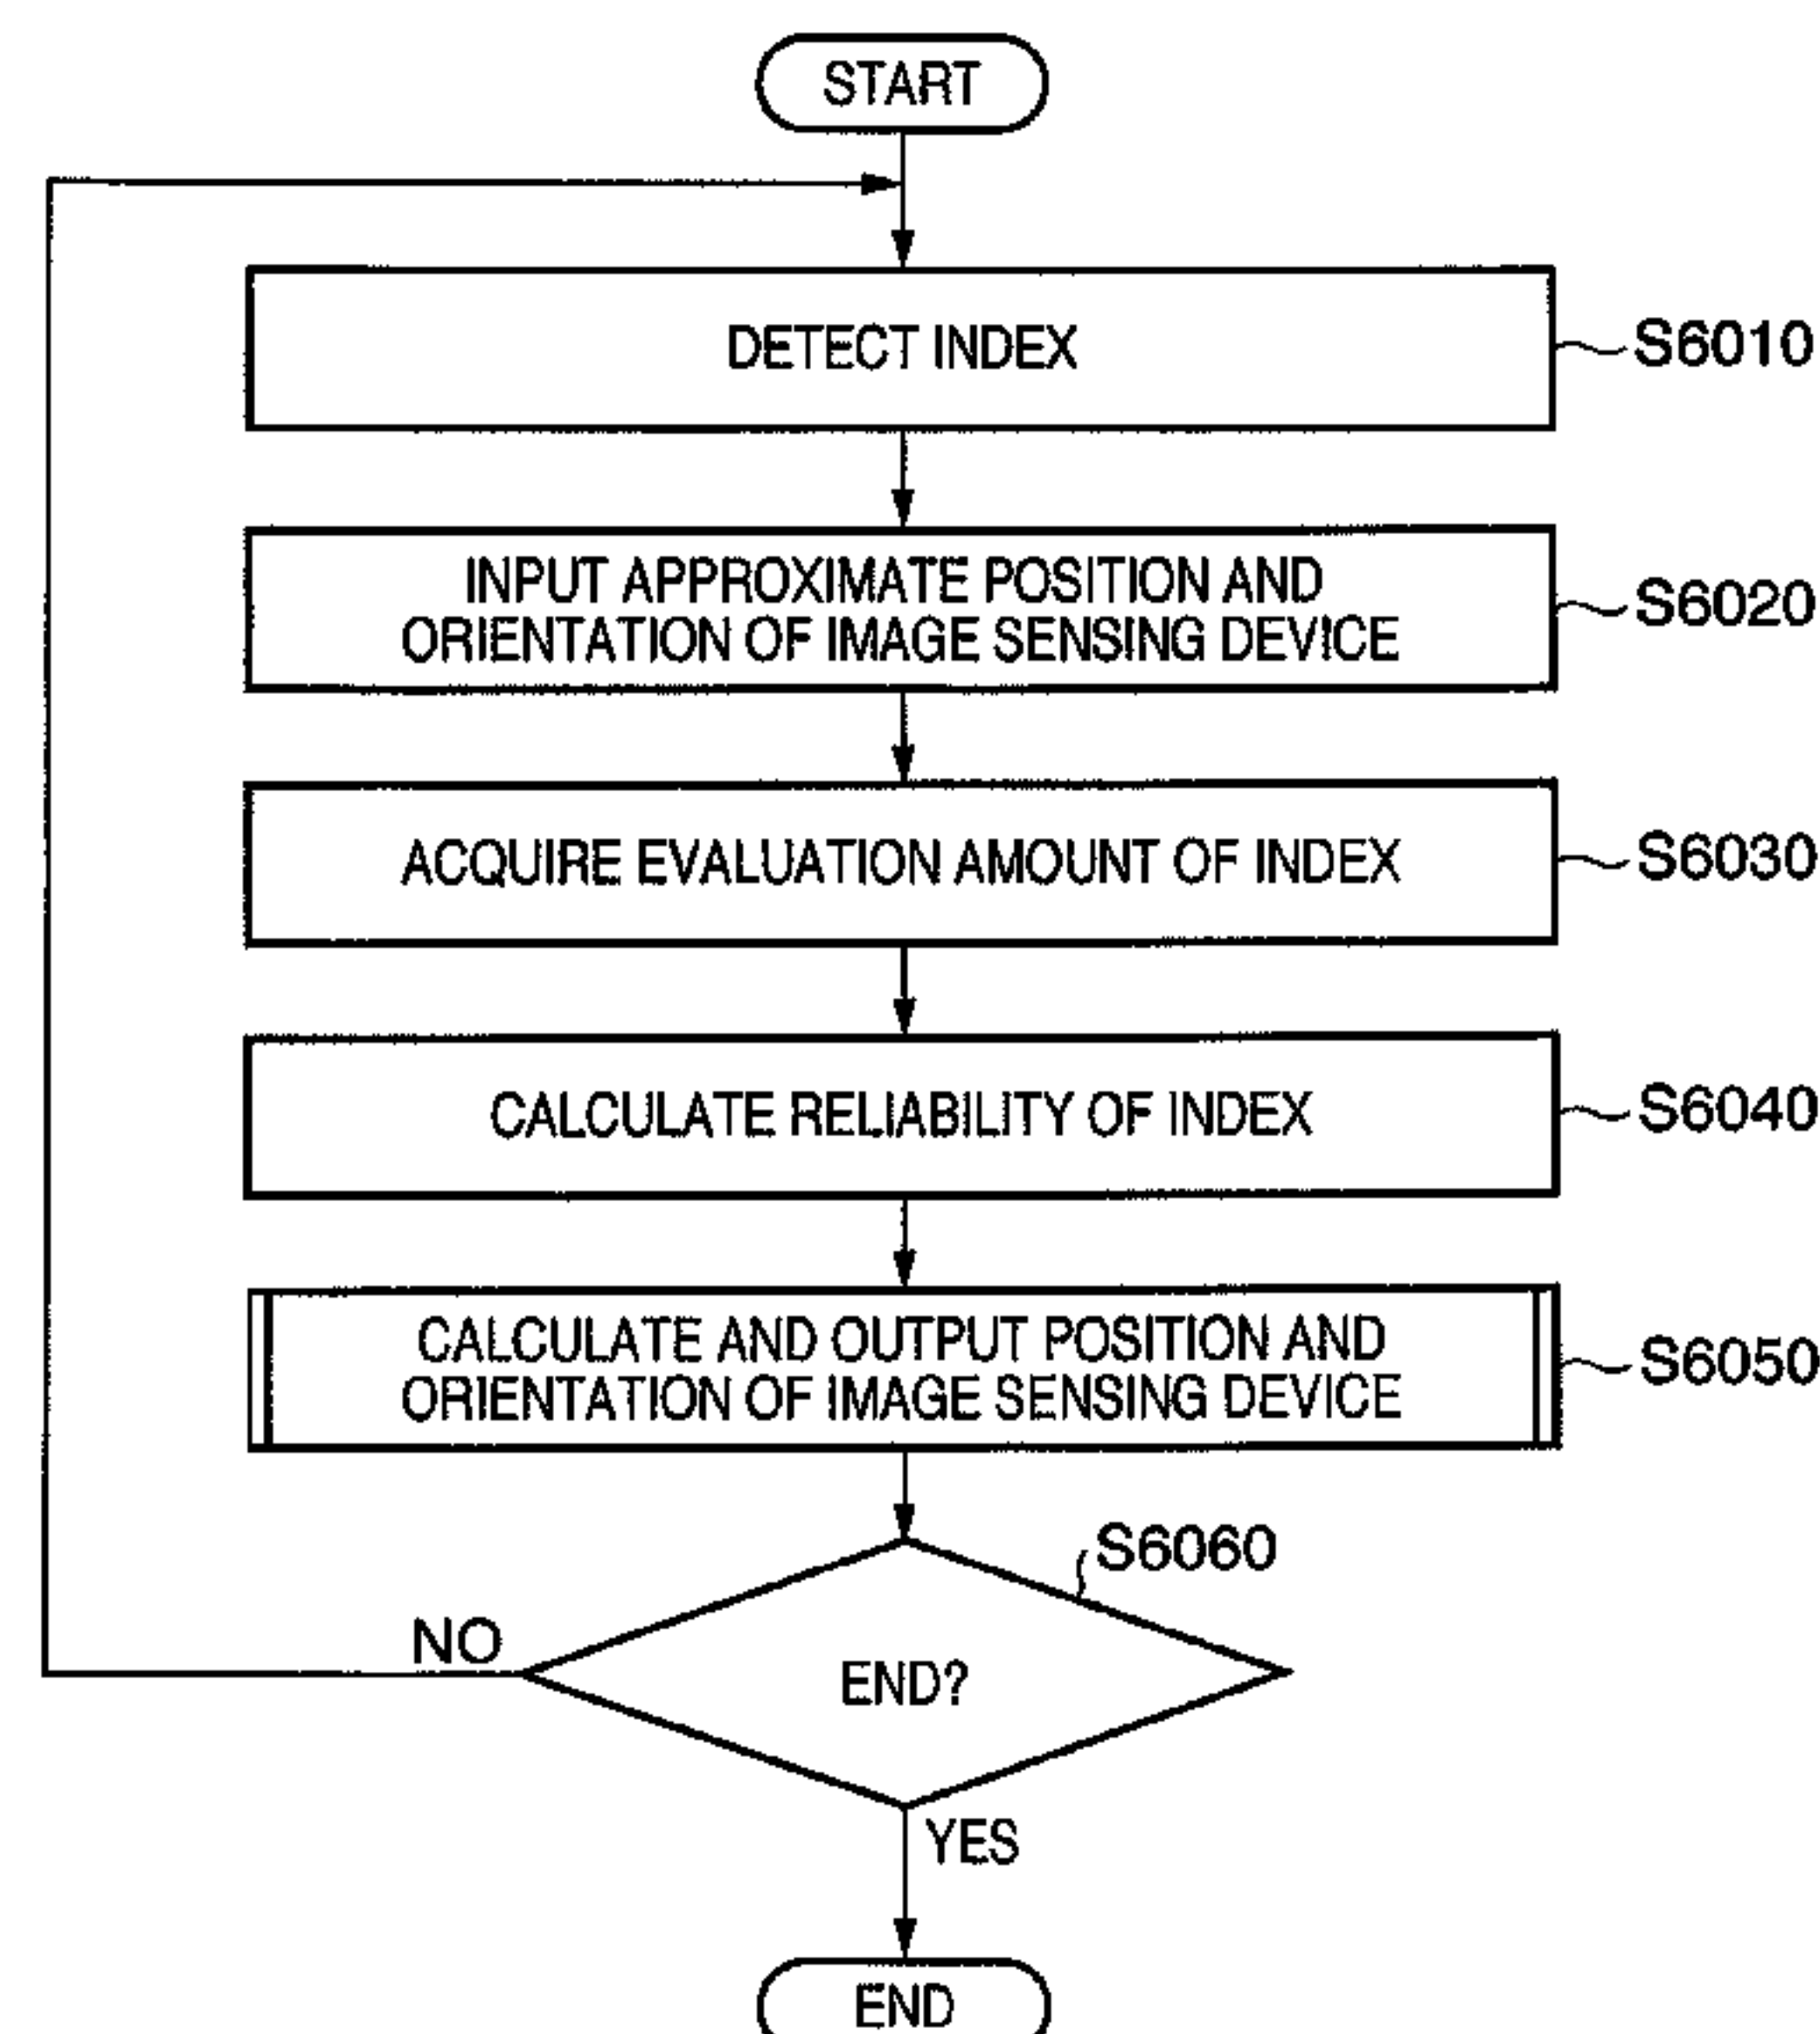 START
DETECT INDEX
S6010
INPUT APPROXIMATE POSITION AND
ORIENTATION OF IMAGE SENSING DEVICE
S6020
ACQUIRE EVALUATION AMOUNT OF INDEX
S6030
CALCULATE RELIABILITY OF INDEX
S6040
CALCULATE AND OUTPUT POSITION AND
ORIENTATION OF IMAGE SENSING DEVICE
S6050
S6060
NO
END?
YES
END